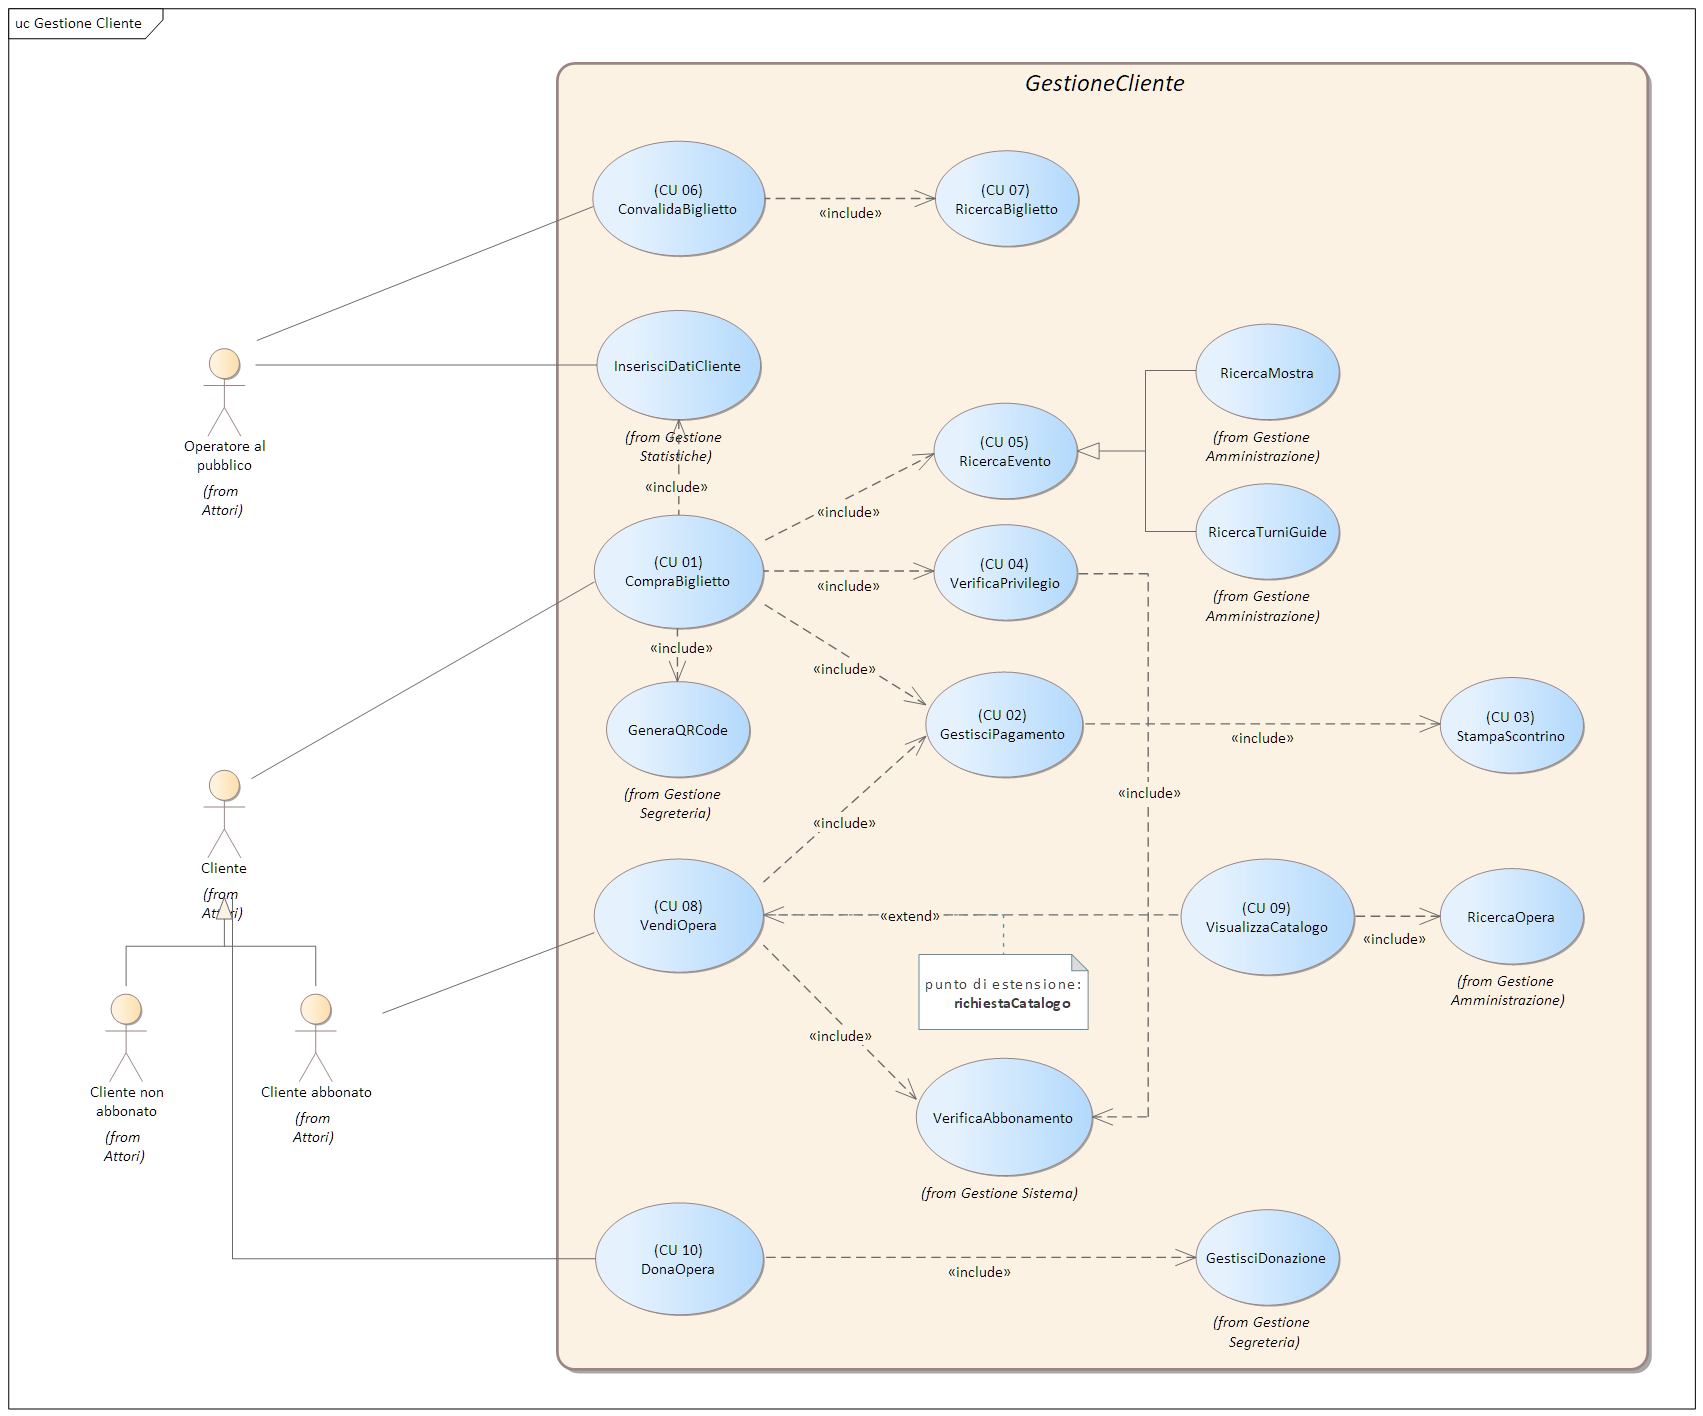 uc Gestione Cliente
GestioneCliente
(CU 06)
ConvalidaBiglietto
«include»
(CU 07)
RicercaBiglietto
Operatore al
pubblico
(from
Attori)
InserisciDatiCliente
(from Gestione
Statistiche)
«include»
(CU 05)
RicercaEvento
«include»
RicercaMostra
(from Gestione
Amministrazione)
RicercaTurniGuide
(from Gestione
Amministrazione)
(CU 01)
CompraBiglietto
«include»
(CU 04)
VerificaPrivilegio
«include»
GeneraQRCode
(from Gestione
Segreteria)
«include»
(CU 02)
GestisciPagamento
«include»
(CU 03)
StampaScontrino
«include»
«include»
Cliente
(from
Attori)
(CU 08)
VendiOpera
«extend»
(CU 09)
VisualizzaCatalogo
«include»
RicercaOpera
(from Gestione
Amministrazione)
punto di estensione:
richiestaCatalogo
«include»
Cliente non
abbonato
(from
Attori)
Cliente abbonato
(from
Attori)
VerificaAbbonamento
(from Gestione Sistema)
(CU 10)
DonaOpera
«include»
GestisciDonazione
(from Gestione
Segreteria)